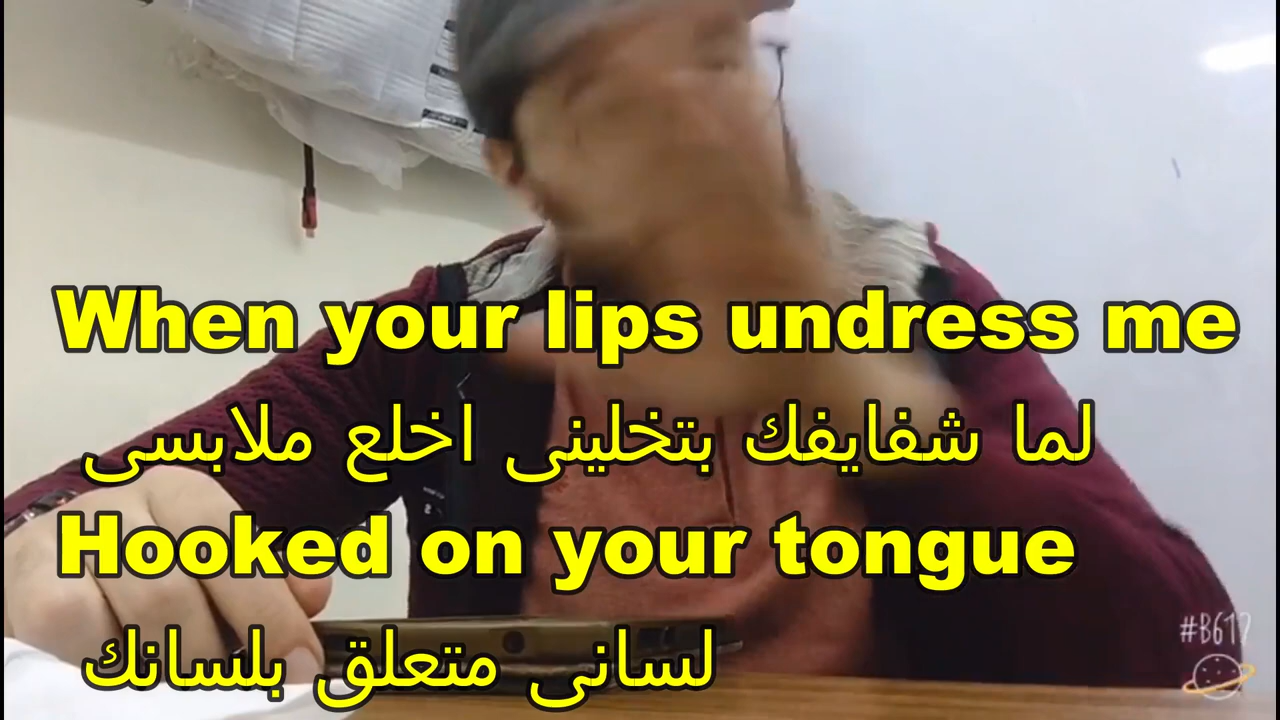 When your lips undress me
لما شفايفك بتخلينى اخلع ملابسى
Hooked on your tongue
لسانى متعلق بلسانك
#B612